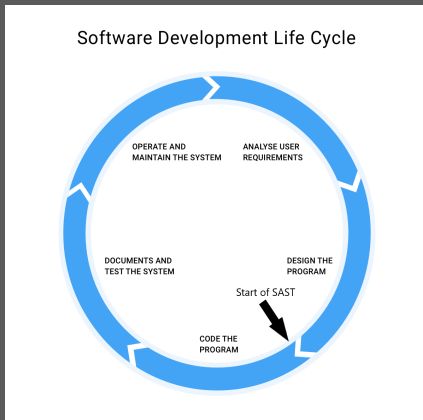 Software Development Life Cycle
OPERATE AND
MAINTAIN THE SYSTEM
ANALYSE USER
REQUIREMENTS
DOCUMENTS AND
TEST THE SYSTEM
DESIGN THE
PROGRAM
Start of SAST
CODE THE
PROGRAM